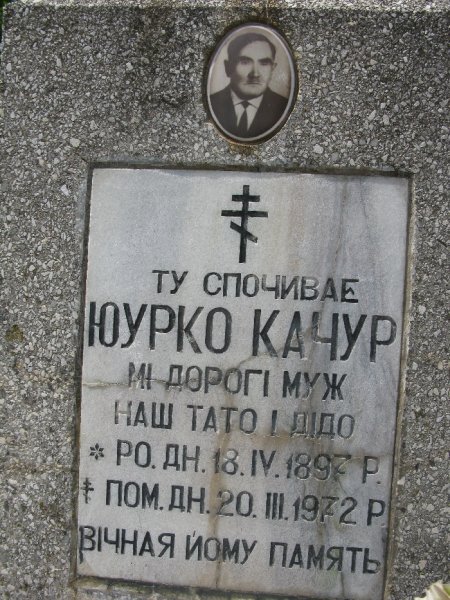 ТУ СПОЧИВАЕ
ЮУРКО КАЧУР
МІ ДОРОГІ МУЖ
НАШ ТАТО І ДІДО
* РО. ДН. 18. IV. 1897 Р.
† ПОМ. ДН. 20. III. 1972 Р
ВІЧНАЯ ЙОМУ ПАМЯТЬ